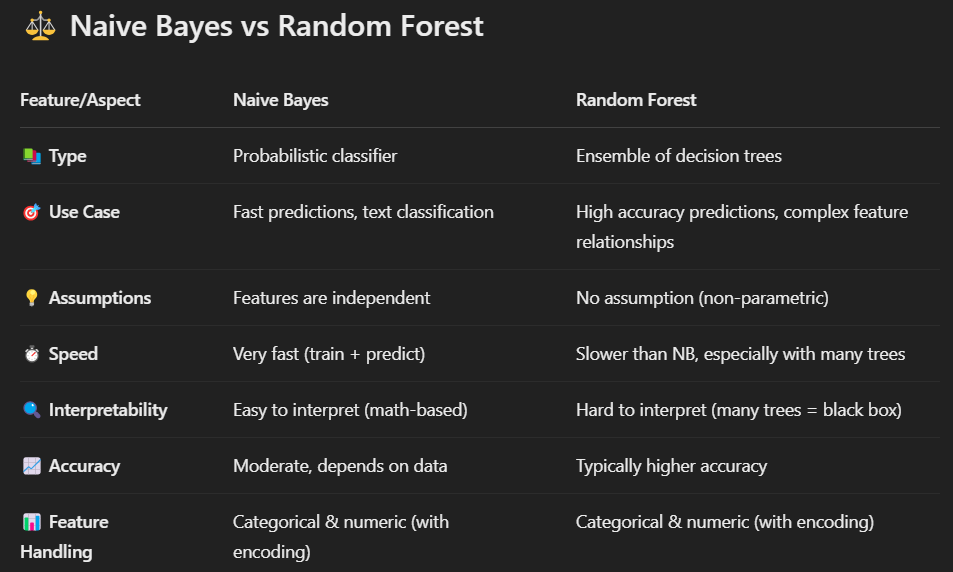 ⚖️ Naive Bayes vs Random Forest
Feature/Aspect Naive Bayes Random Forest
📚 Type Probabilistic classifier Ensemble of decision trees
🎯 Use Case Fast predictions, text classification High accuracy predictions, complex feature
relationships
💡 Assumptions Features are independent No assumption (non-parametric)
⏱️ Speed Very fast (train + predict) Slower than NB, especially with many trees
🔍 Interpretability Easy to interpret (math-based) Hard to interpret (many trees = black box)
📈 Accuracy Moderate, depends on data Typically higher accuracy
📊 Feature Categorical & numeric (with Categorical & numeric (with encoding)
Handling encoding)